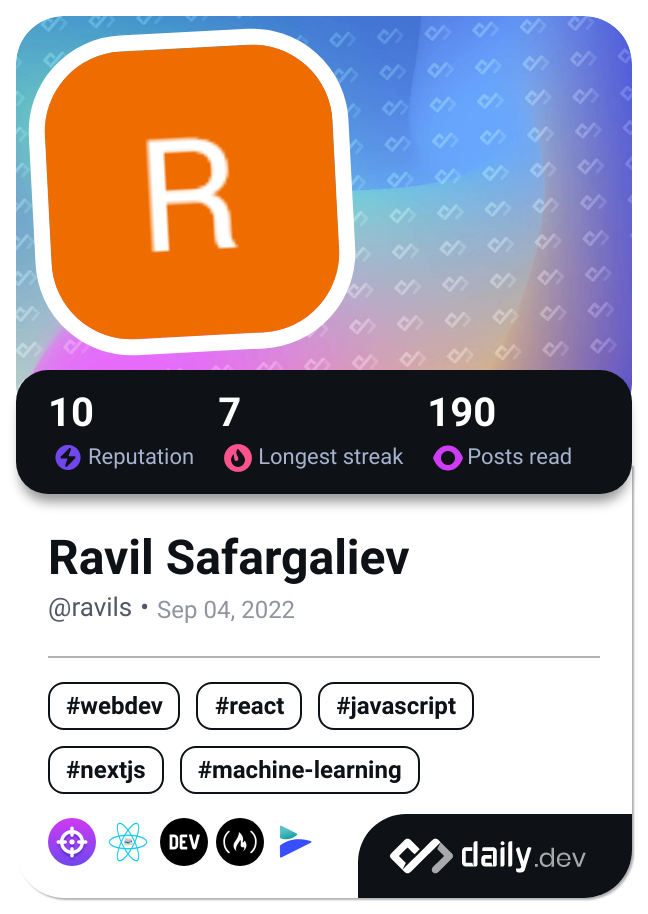 R
10 7 190
Reputation Longest streak Posts read
Ravil Safargaliev
@ravils • Sep 04, 2022
#webdev #react #javascript
#nextjs #machine-learning
DEV
daily.dev